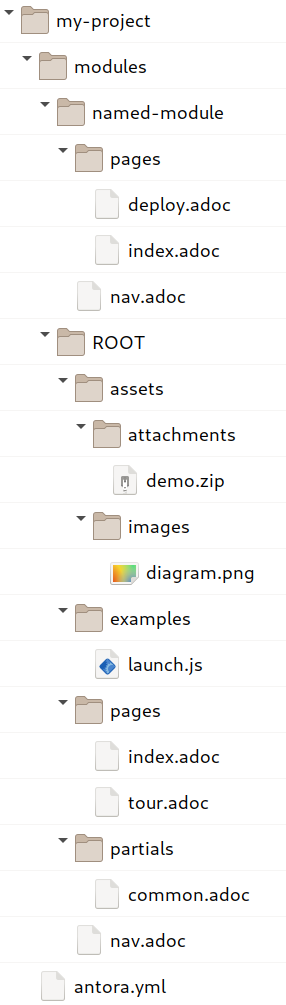 my-project
modules
named-module
pages
deploy.adoc
index.adoc
nav.adoc
ROOT
assets
attachments
demo.zip
images
diagram.png
examples
launch.js
pages
index.adoc
tour.adoc
partials
common.adoc
nav.adoc
antora.yml